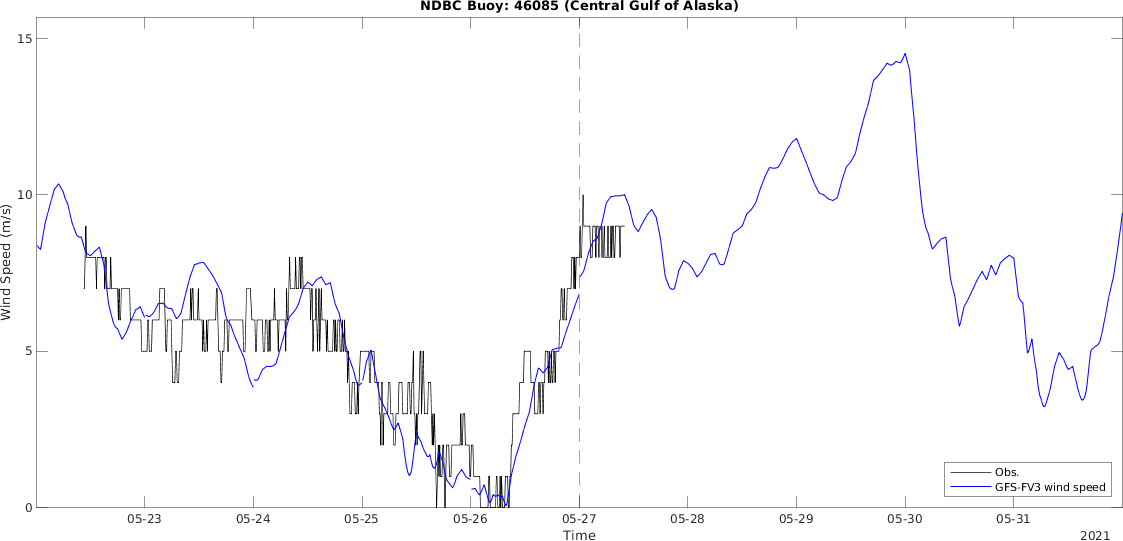 NDBC Buoy: 46085 (Central Gulf of Alaska)
15
10
5
0
Wind Speed (m/s)
05-23 05-24 05-25 05-26 05-27 05-28 05-29 05-30 05-31
Time
2021
Obs.
GFS-FV3 wind speed